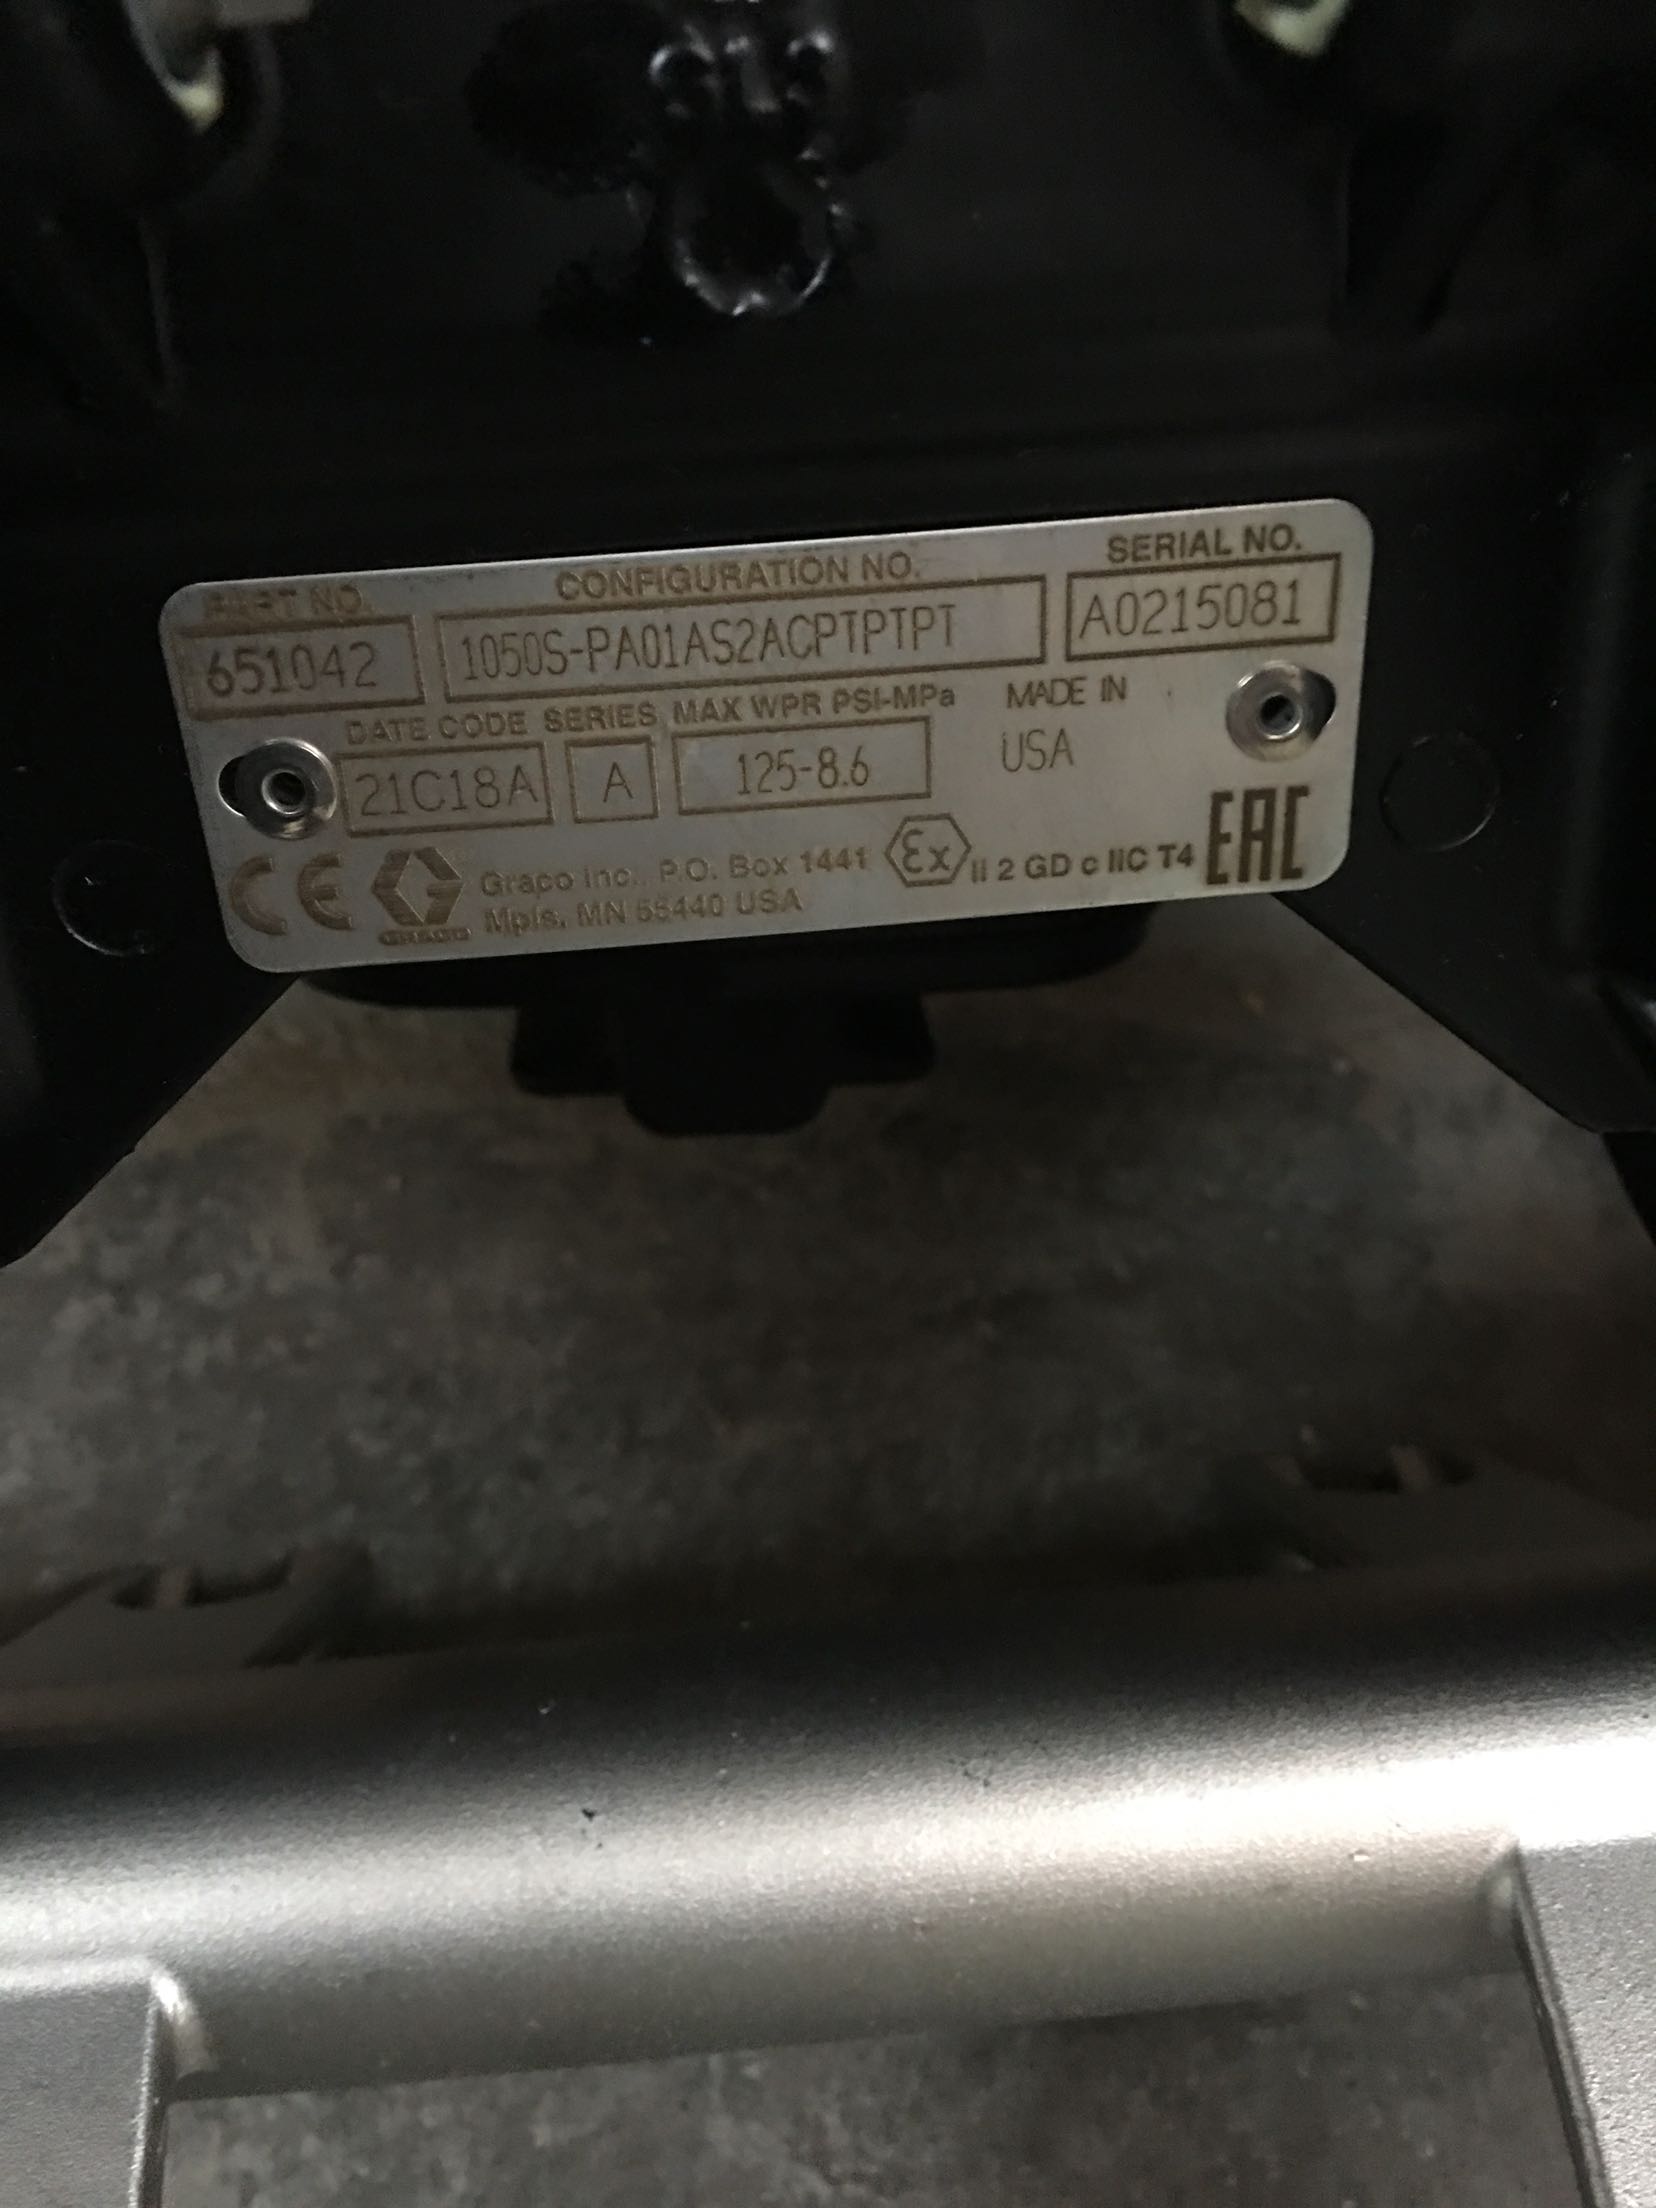 PART NO. CONFIGURATION NO. SERIAL NO.
651042 1050S-PA01AS2ACPTPTPT A0215081
DATE CODE SERIES MAX WPR PSI-MPa MADE IN
21C18A A 125-8.6 USA
CE GRACO Graco Inc., P.O. Box 1441 Ex II 2 GD c IIC T4 EAC
Mpls. MN 55440 USA